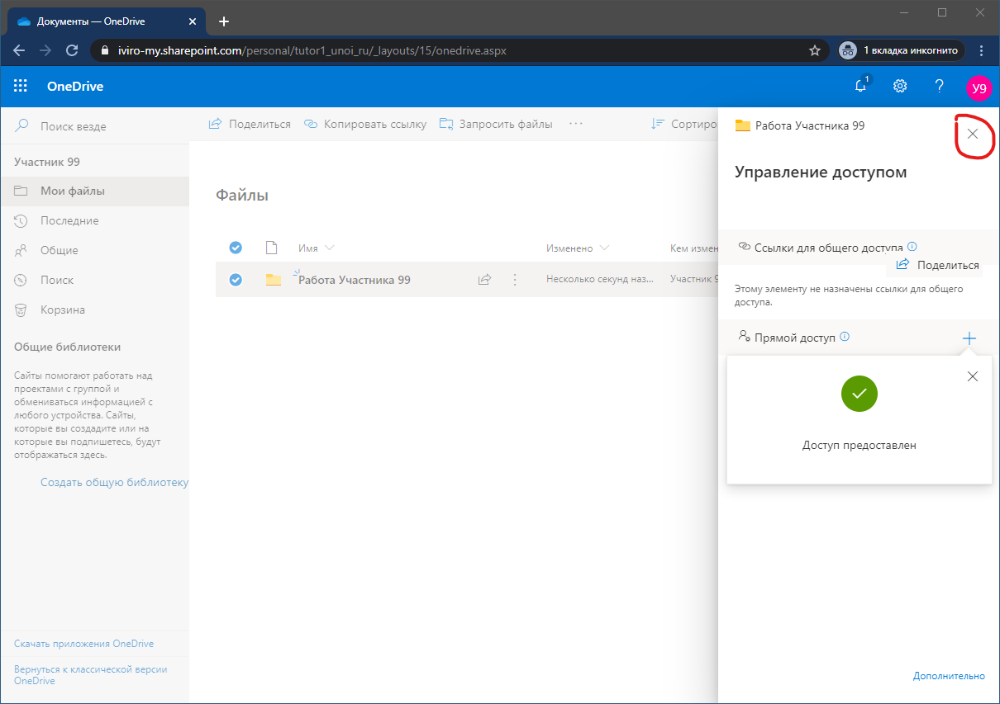 Документы — OneDrive
iviro-my.sharepoint.com/personal/tutor1_unoi_ru/_layouts/15/onedrive.aspx
1 вкладка инкогнито
OneDrive
1
У9
Поиск везде
Поделиться
Копировать ссылку
Запросить файлы
Сортиро
Участник 99
Мои файлы
Последние
Общие
Поиск
Корзина
Общие библиотеки
Сайты помогают работать над
проектами с группой и
обмениваться информацией с
любого устройства. Сайты,
которые вы создадите или на
которые вы подпишетесь, будут
отображаться здесь.
Создать общую библиотеку
Скачать приложения OneDrive
Вернуться к классической версии
OneDrive
Файлы
Имя
Изменено
Кем измен
Работа Участника 99
Несколько секунд наз...
Участник 9
Работа Участника 99
Управление доступом
Ссылки для общего доступа
Поделиться
Этому элементу не назначены ссылки для общего
доступа.
Прямой доступ
Доступ предоставлен
Дополнительно